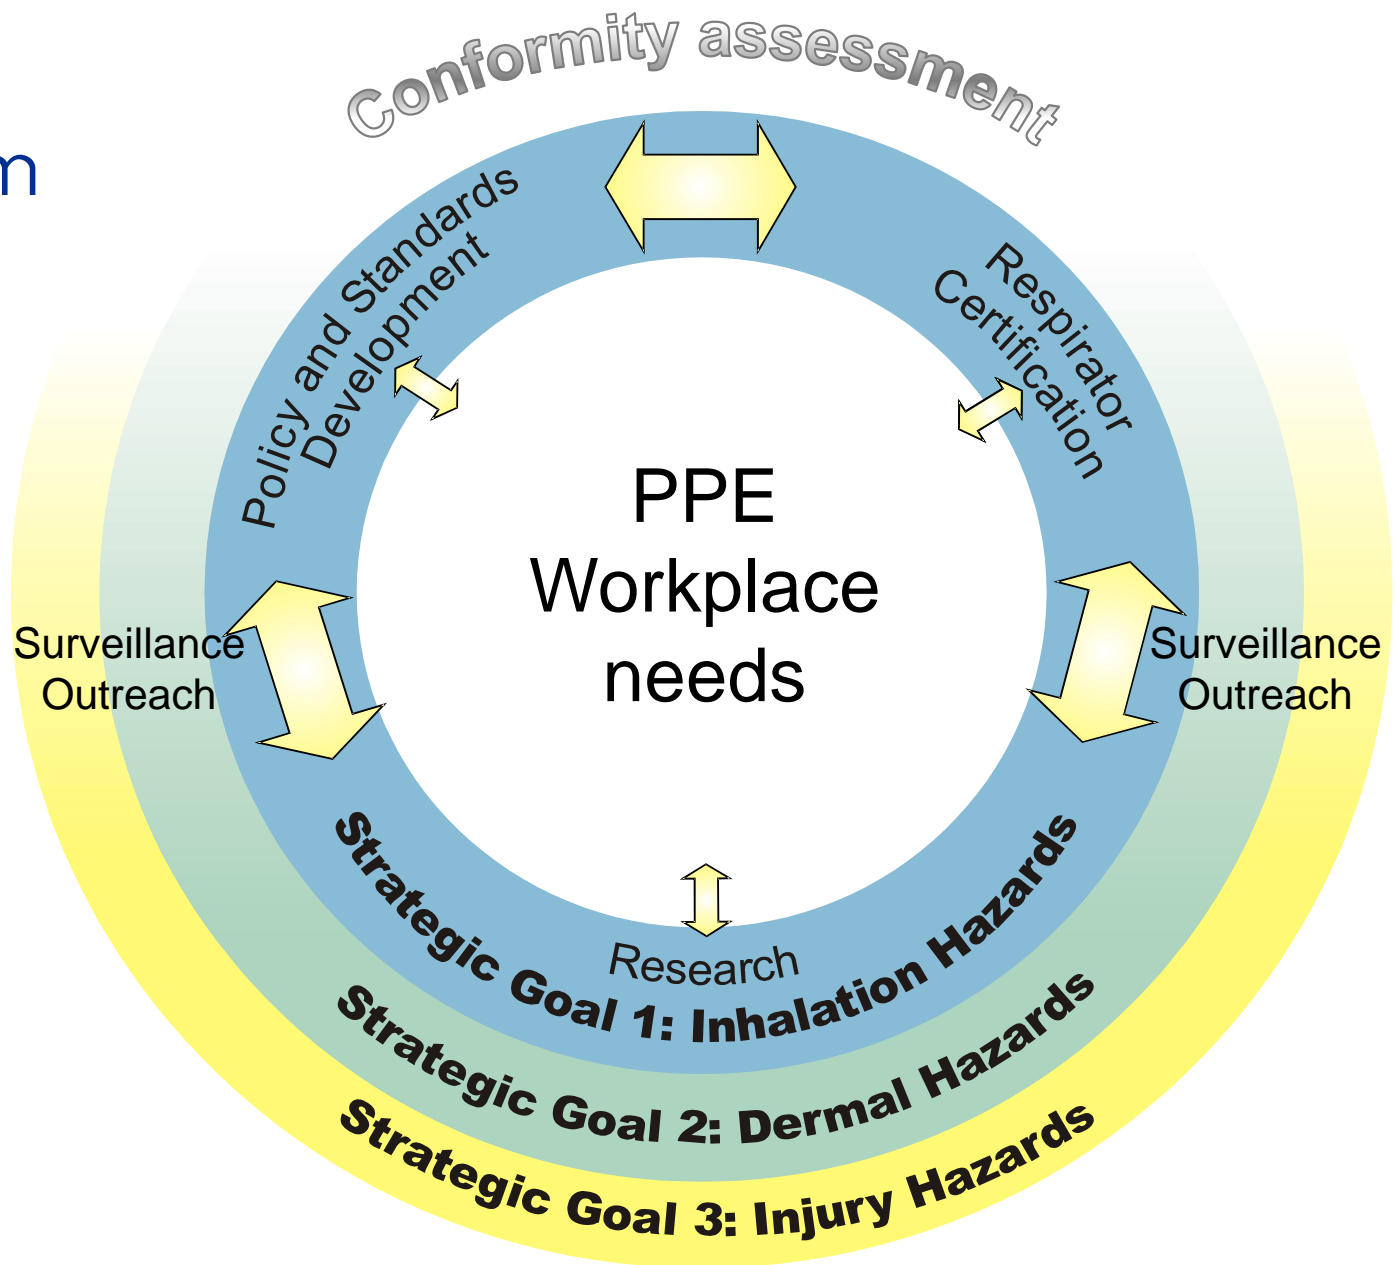 Conformity assessment
m
Policy and Standards
Development
Respirator
Certification
PPE
Workplace
needs
Surveillance
Outreach
Surveillance
Outreach
Research
Strategic Goal 1: Inhalation Hazards
Strategic Goal 2: Dermal Hazards
Strategic Goal 3: Injury Hazards